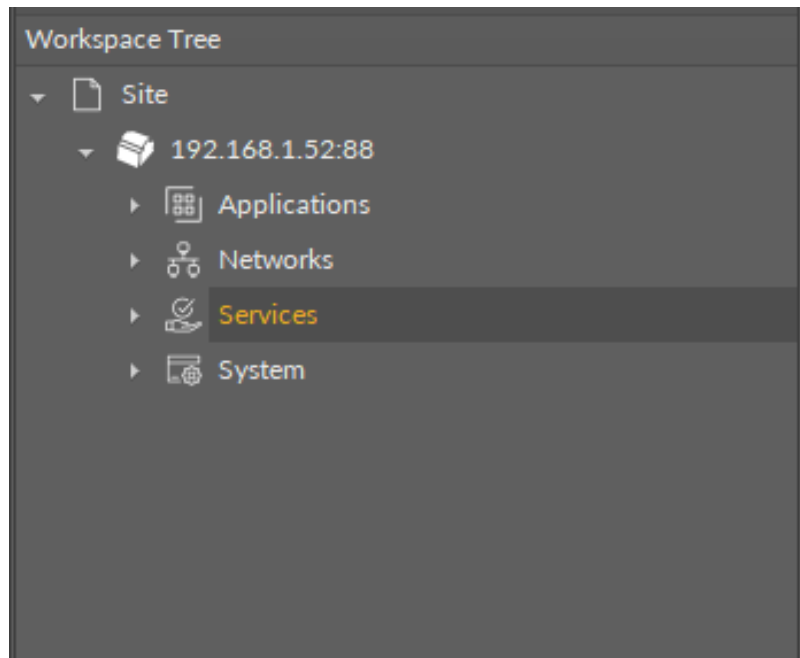 Workspace Tree
Site
192.168.1.52:88
Applications
Networks
Services
System